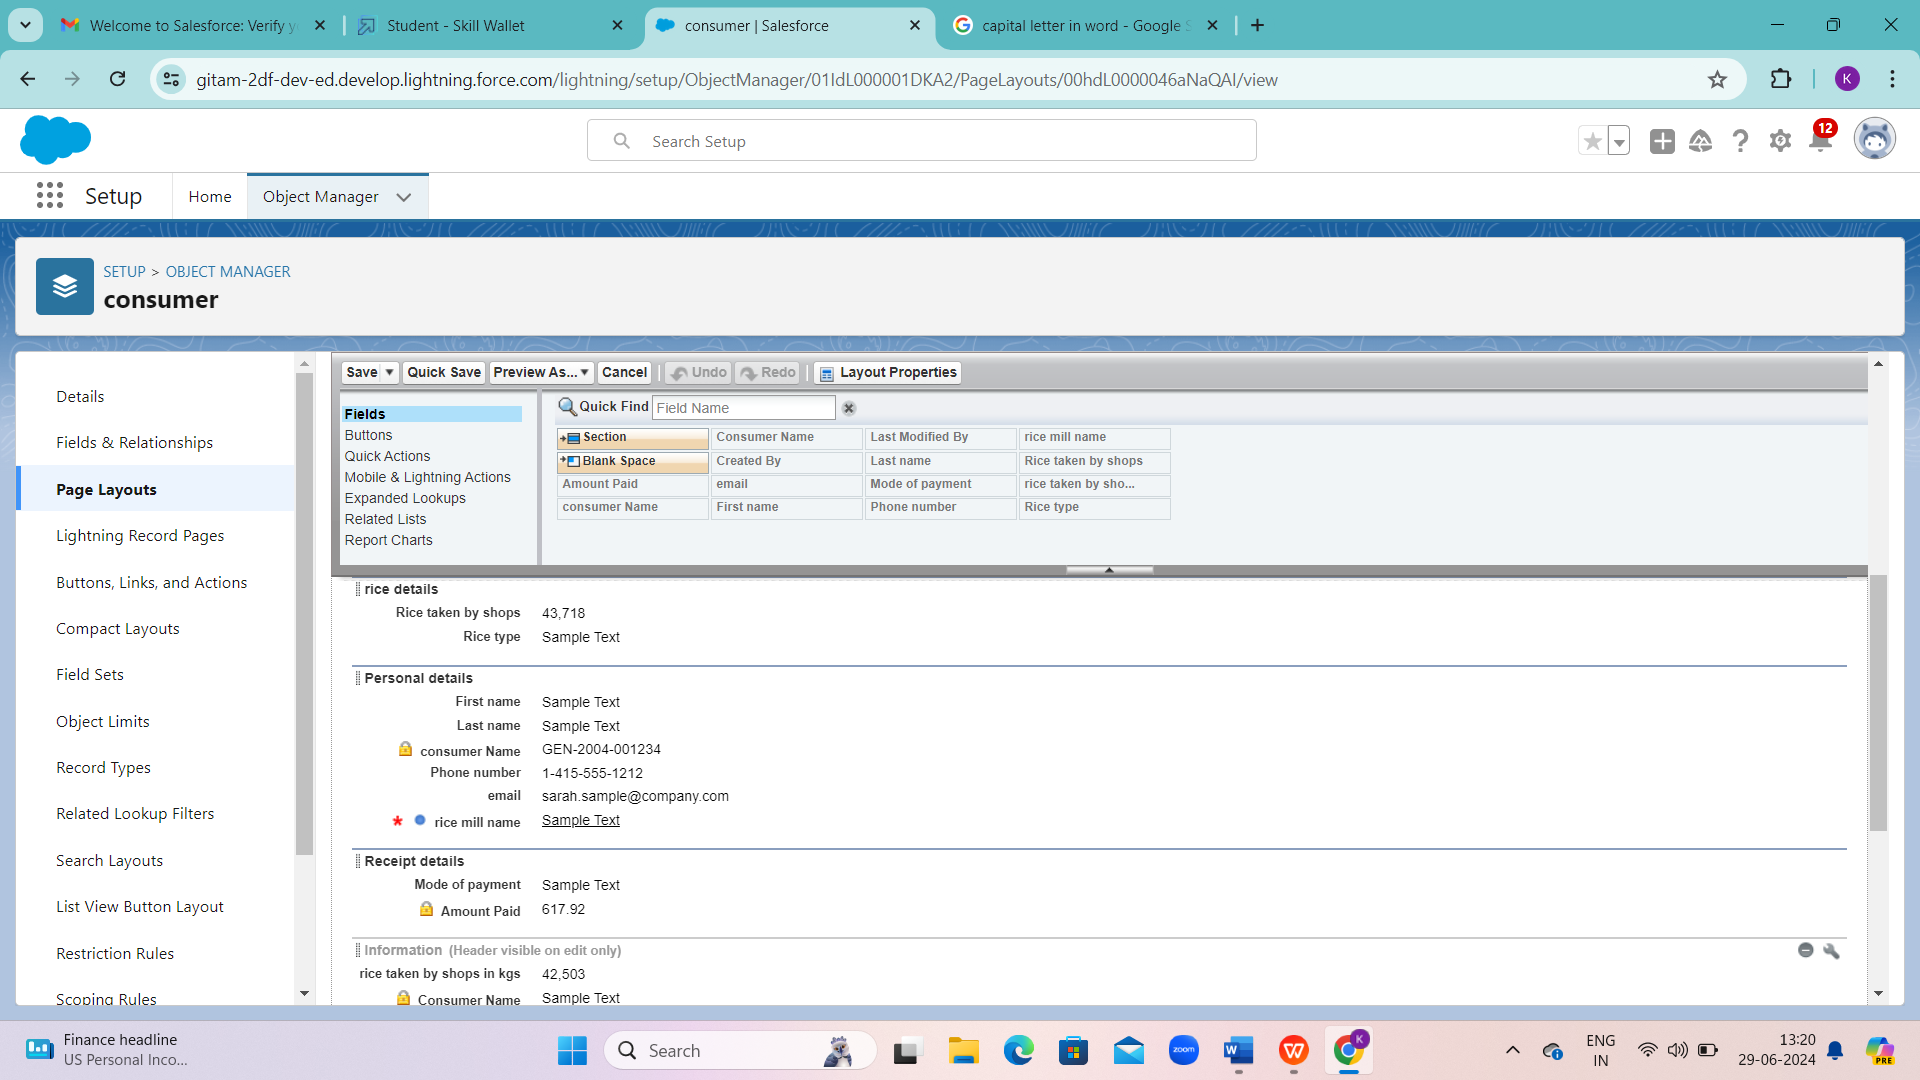 Welcome to Salesforce: Verify y
Student - Skill Wallet
consumer | Salesforce
capital letter in word - Google S
gitam-2df-dev-ed.develop.lightning.force.com/lightning/setup/ObjectManager/01IdL000001DKA2/PageLayouts/00hdL0000046aNaQAI/view
K
Search Setup
12
Setup
Home
Object Manager
SETUP > OBJECT MANAGER
consumer
Details
Fields & Relationships
Page Layouts
Lightning Record Pages
Buttons, Links, and Actions
Compact Layouts
Field Sets
Object Limits
Record Types
Related Lookup Filters
Search Layouts
List View Button Layout
Restriction Rules
Scoping Rules
Save
Quick Save
Preview As...
Cancel
Undo
Redo
Layout Properties
Fields
Buttons
Quick Actions
Mobile & Lightning Actions
Expanded Lookups
Related Lists
Report Charts
Quick Find
Field Name
Section
Consumer Name
Last Modified By
rice mill name
Blank Space
Created By
Last name
Rice taken by shops
Amount Paid
email
Mode of payment
rice taken by sho...
consumer Name
First name
Phone number
Rice type
rice details
Rice taken by shops 43,718
Rice type Sample Text
Personal details
First name Sample Text
Last name Sample Text
consumer Name GEN-2004-001234
Phone number 1-415-555-1212
email sarah.sample@company.com
* rice mill name Sample Text
Receipt details
Mode of payment Sample Text
Amount Paid 617.92
Information (Header visible on edit only)
rice taken by shops in kgs 42,503
Consumer Name Sample Text
Finance headline
US Personal Inco...
Search
zoom
W
W
K
ENG
IN
13:20
29-06-2024
PRE